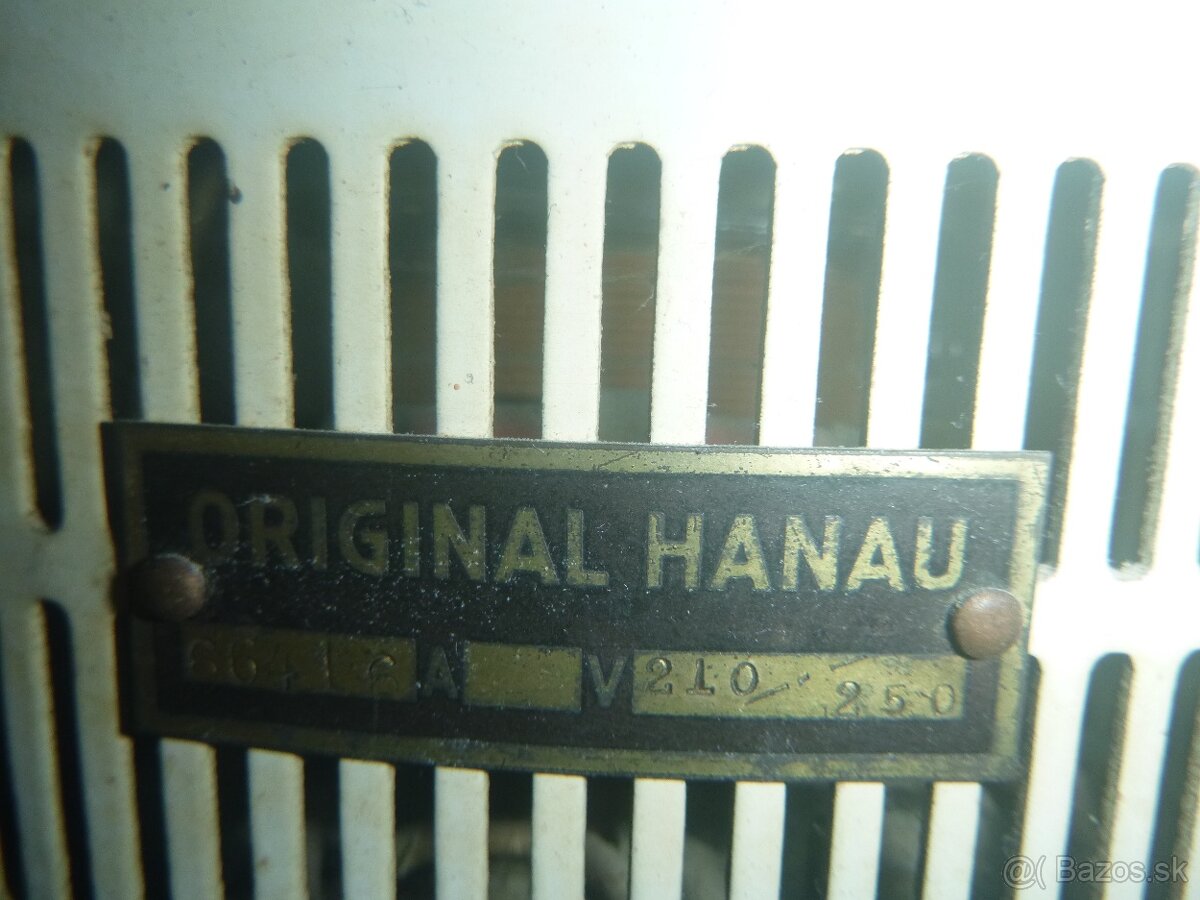 ORIGINAL HANAU
A V 210/ 250
@( Bazos.sk